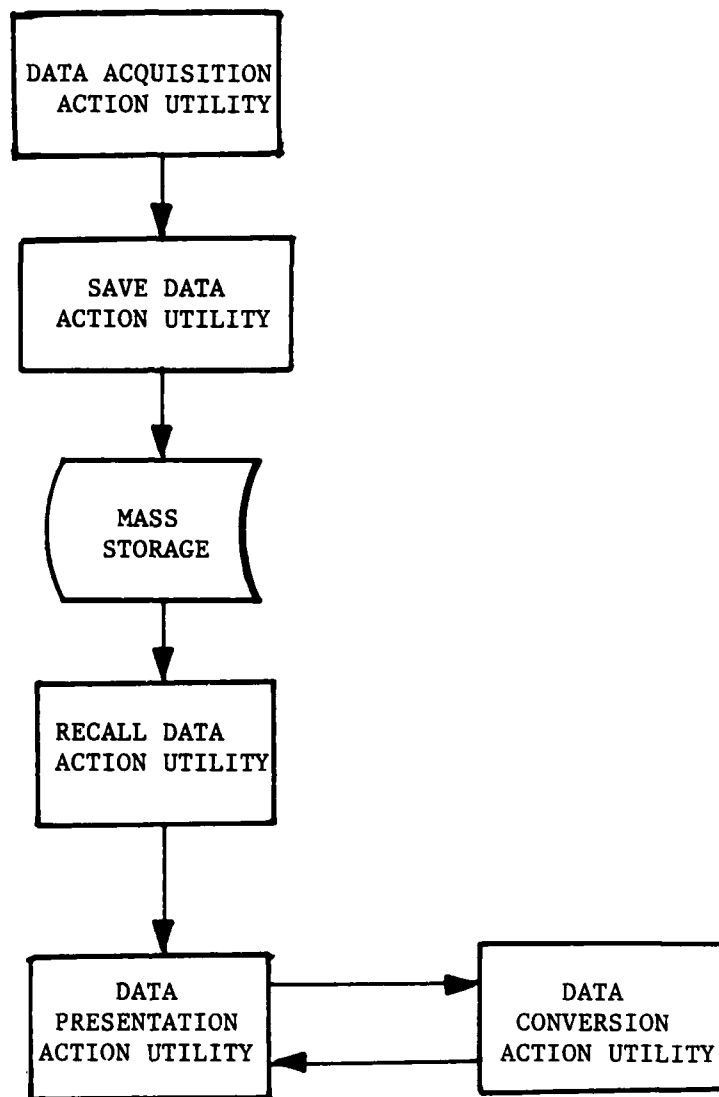 DATA ACQUISITION
ACTION UTILITY
SAVE DATA
ACTION UTILITY
MASS
STORAGE
RECALL DATA
ACTION UTILITY
DATA
PRESENTATION
ACTION UTILITY
DATA
CONVERSION
ACTION UTILITY